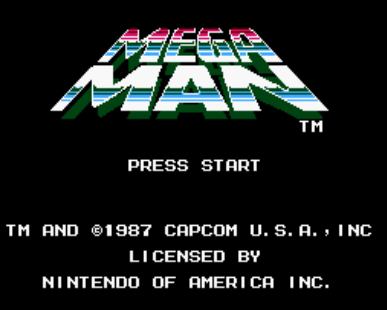 MEGA
MAN
TM
PRESS START
TM AND ©1987 CAPCOM U.S.A., INC
LICENSED BY
NINTENDO OF AMERICA INC.